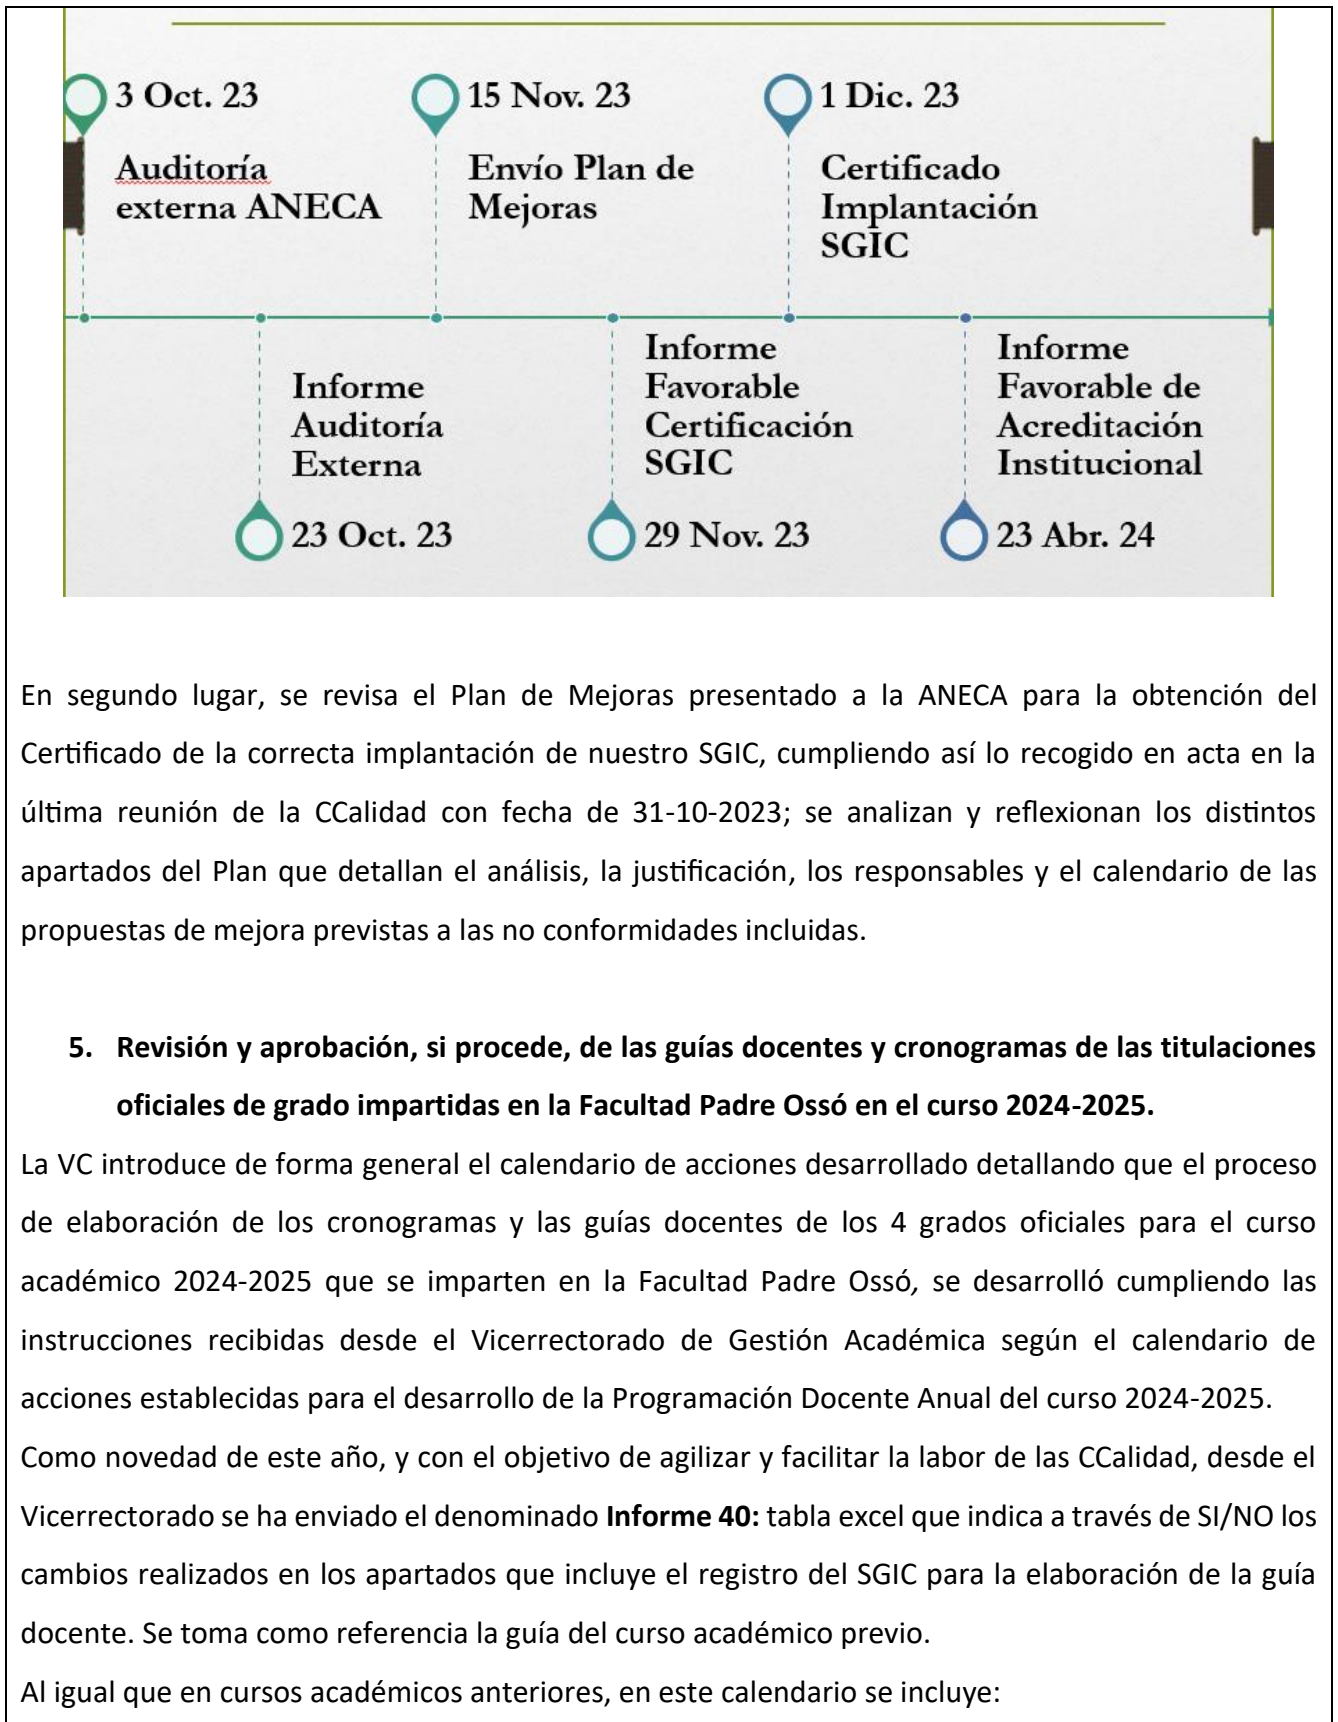 3 Oct. 23
Auditoría
externa ANECA
15 Nov. 23
Envío Plan de
Mejoras
1 Dic. 23
Certificado
Implantación
SGIC
Informe
Auditoría
Externa
23 Oct. 23
Informe
Favorable
Certificación
SGIC
29 Nov. 23
Informe
Favorable de
Acreditación
Institucional
23 Abr. 24
En segundo lugar, se revisa el Plan de Mejoras presentado a la ANECA para la obtención del
Certificado de la correcta implantación de nuestro SGIC, cumpliendo así lo recogido en acta en la
última reunión de la CCalidad con fecha de 31-10-2023; se analizan y reflexionan los distintos
apartados del Plan que detallan el análisis, la justificación, los responsables y el calendario de las
propuestas de mejora previstas a las no conformidades incluidas.
5. Revisión y aprobación, si procede, de las guías docentes y cronogramas de las titulaciones
oficiales de grado impartidas en la Facultad Padre Ossó en el curso 2024-2025.
La VC introduce de forma general el calendario de acciones desarrollado detallando que el proceso
de elaboración de los cronogramas y las guías docentes de los 4 grados oficiales para el curso
académico 2024-2025 que se imparten en la Facultad Padre Ossó, se desarrolló cumpliendo las
instrucciones recibidas desde el Vicerrectorado de Gestión Académica según el calendario de
acciones establecidas para el desarrollo de la Programación Docente Anual del curso 2024-2025.
Como novedad de este año, y con el objetivo de agilizar y facilitar la labor de las CCalidad, desde el
Vicerrectorado se ha enviado el denominado Informe 40: tabla excel que indica a través de SI/NO los
cambios realizados en los apartados que incluye el registro del SGIC para la elaboración de la guía
docente. Se toma como referencia la guía del curso académico previo.
Al igual que en cursos académicos anteriores, en este calendario se incluye: